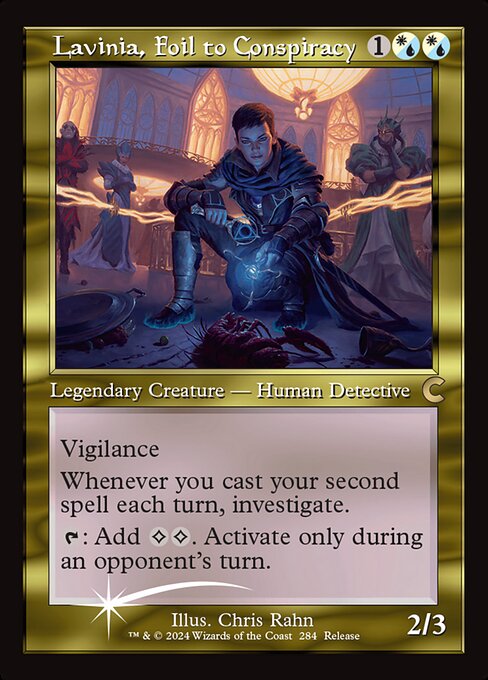 Lavinia, Foil to Conspiracy 1
Legendary Creature — Human Detective
Vigilance
Whenever you cast your second
spell each turn, investigate.
: Add . Activate only during
an opponent's turn.
Illus. Chris Rahn
™ & © 2024 Wizards of the Coast 284 Release
2/3